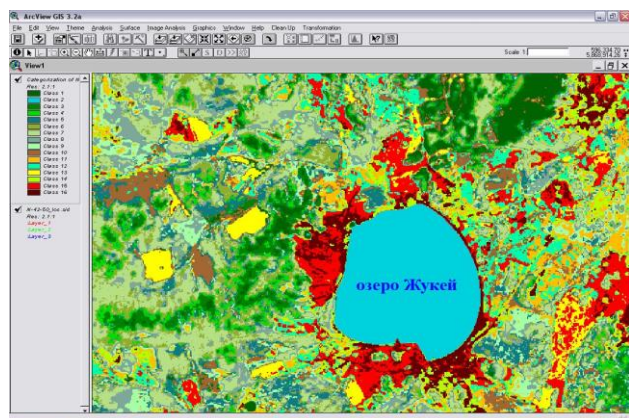 ArcView GIS 3.2a
File Edit View Theme Analysis Surface Image Analysis Graphics Window Help Clean Up Transformation
Scale 1:
View1
Class 1
Class 2
Class 3
Class 4
Class 5
Class 6
Class 7
Class 8
Class 9
Class 10
Class 11
Class 12
Class 13
Class 14
Class 15
Class 16
Layer_1
Layer_2
Layer_3
озеро Жукей